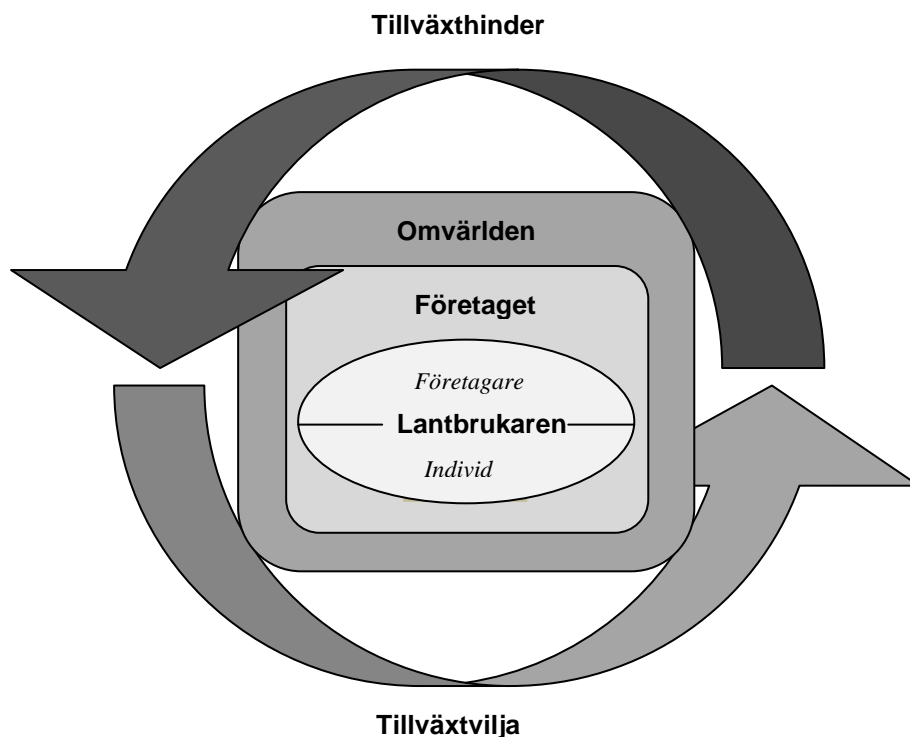 Tillväxthinder
Omvärlden
Företaget
Företagare
Lantbrukaren
Individ
Tillväxtvilja